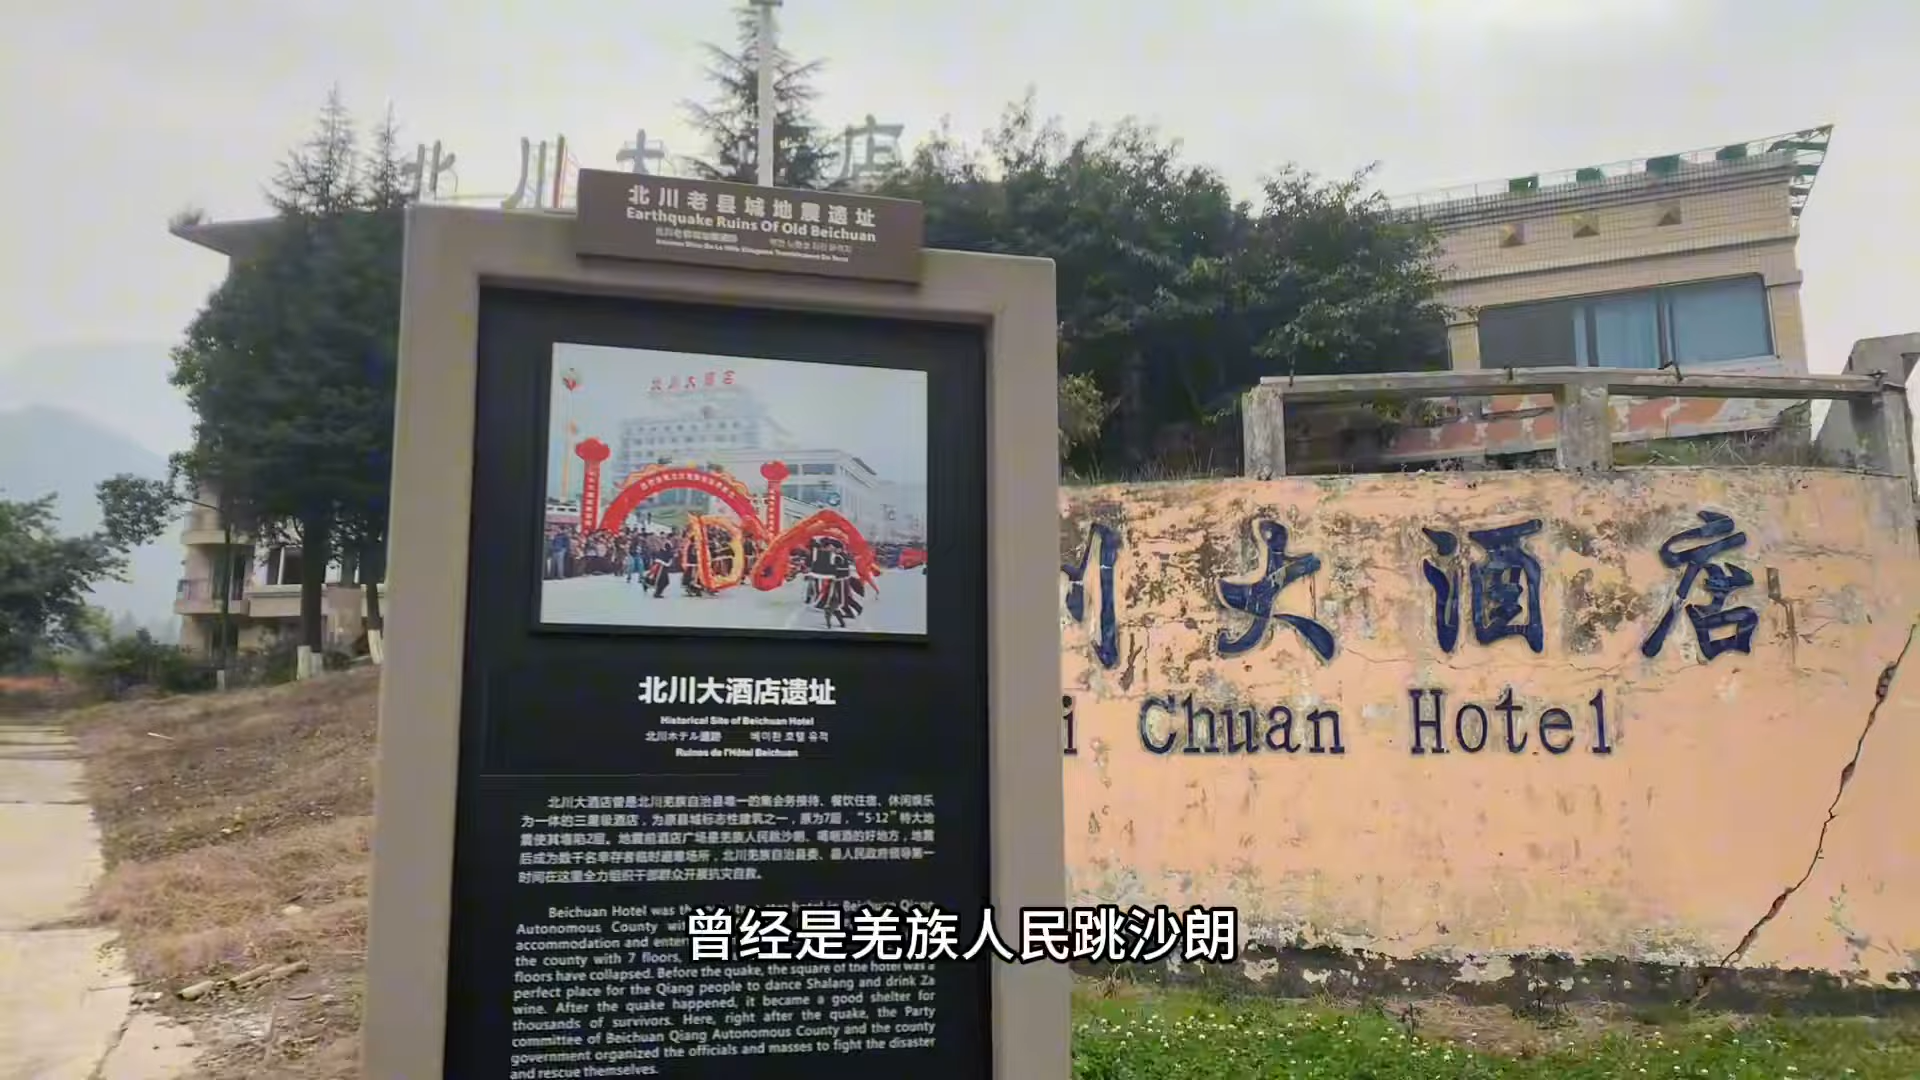 北川大 店
北川老县城地震遗址
Earthquake Ruins Of Old Beichuan
北川大酒店
北川大酒店遗址
Historical Site of Beichuan Hotel
北川ホテル遺跡 베이촨 호텔 유적
Ruines de l'Hôtel Beichuan
北川大酒店曾是北川羌族自治县唯一的集会务接待、餐饮住宿、休闲娱乐
为一体的三星级酒店，为原县城标志性建筑之一，原为7层，“5·12”特大地
震使其塌陷2层。地震前酒店广场是羌族人民跳沙朗、喝咂酒的好地方，地震
后成为数千名幸存者临时避难场所，北川羌族自治县委、县人民政府领导第一
时间在这里全力组织干部群众开展抗灾自救。
Beichuan Hotel was the hotel in Beichuan Qiang
Autonomous County
accommodation and
the county with 7 floors,
floors have collapsed. Before the quake, the square of the hotel was a
perfect place for the Qiang people to dance Shalang and drink Za
wine. After the quake happened, it became a good shelter for
thousands of survivors. Here, right after the quake, the Party
committee of Beichuan Qiang Autonomous County and the county
government organized the officials and masses to fight the disaster
and rescue themselves.
川大酒店
i Chuan Hotel
曾经是羌族人民跳沙朗